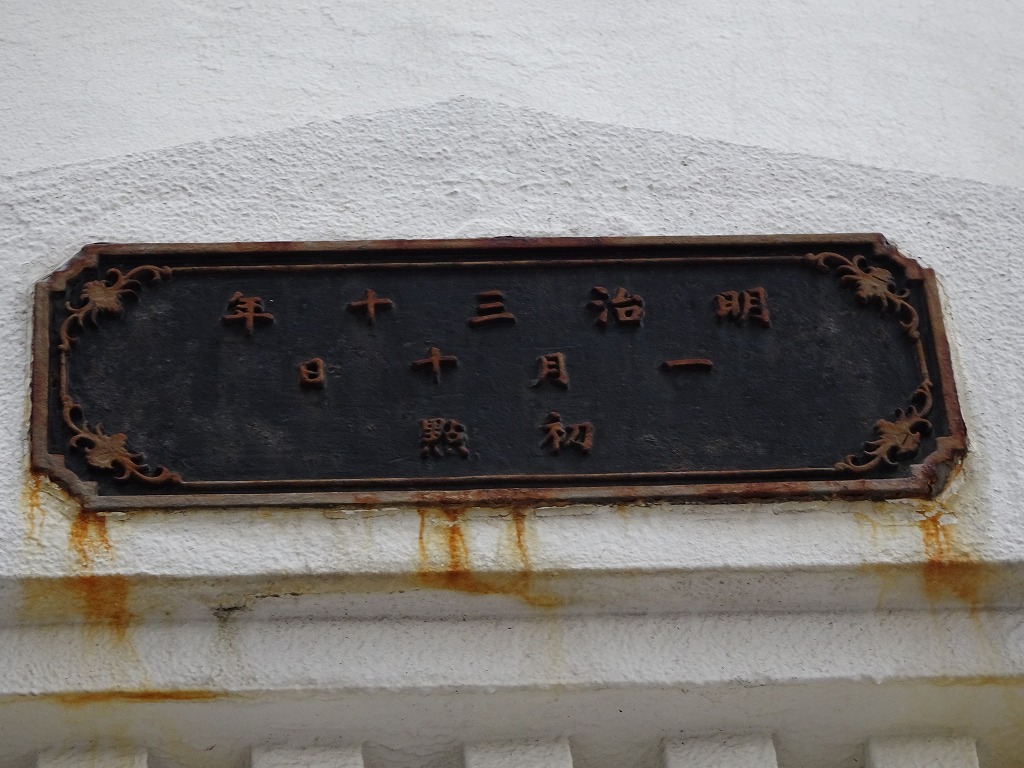 明治三十年
一月十日
初點